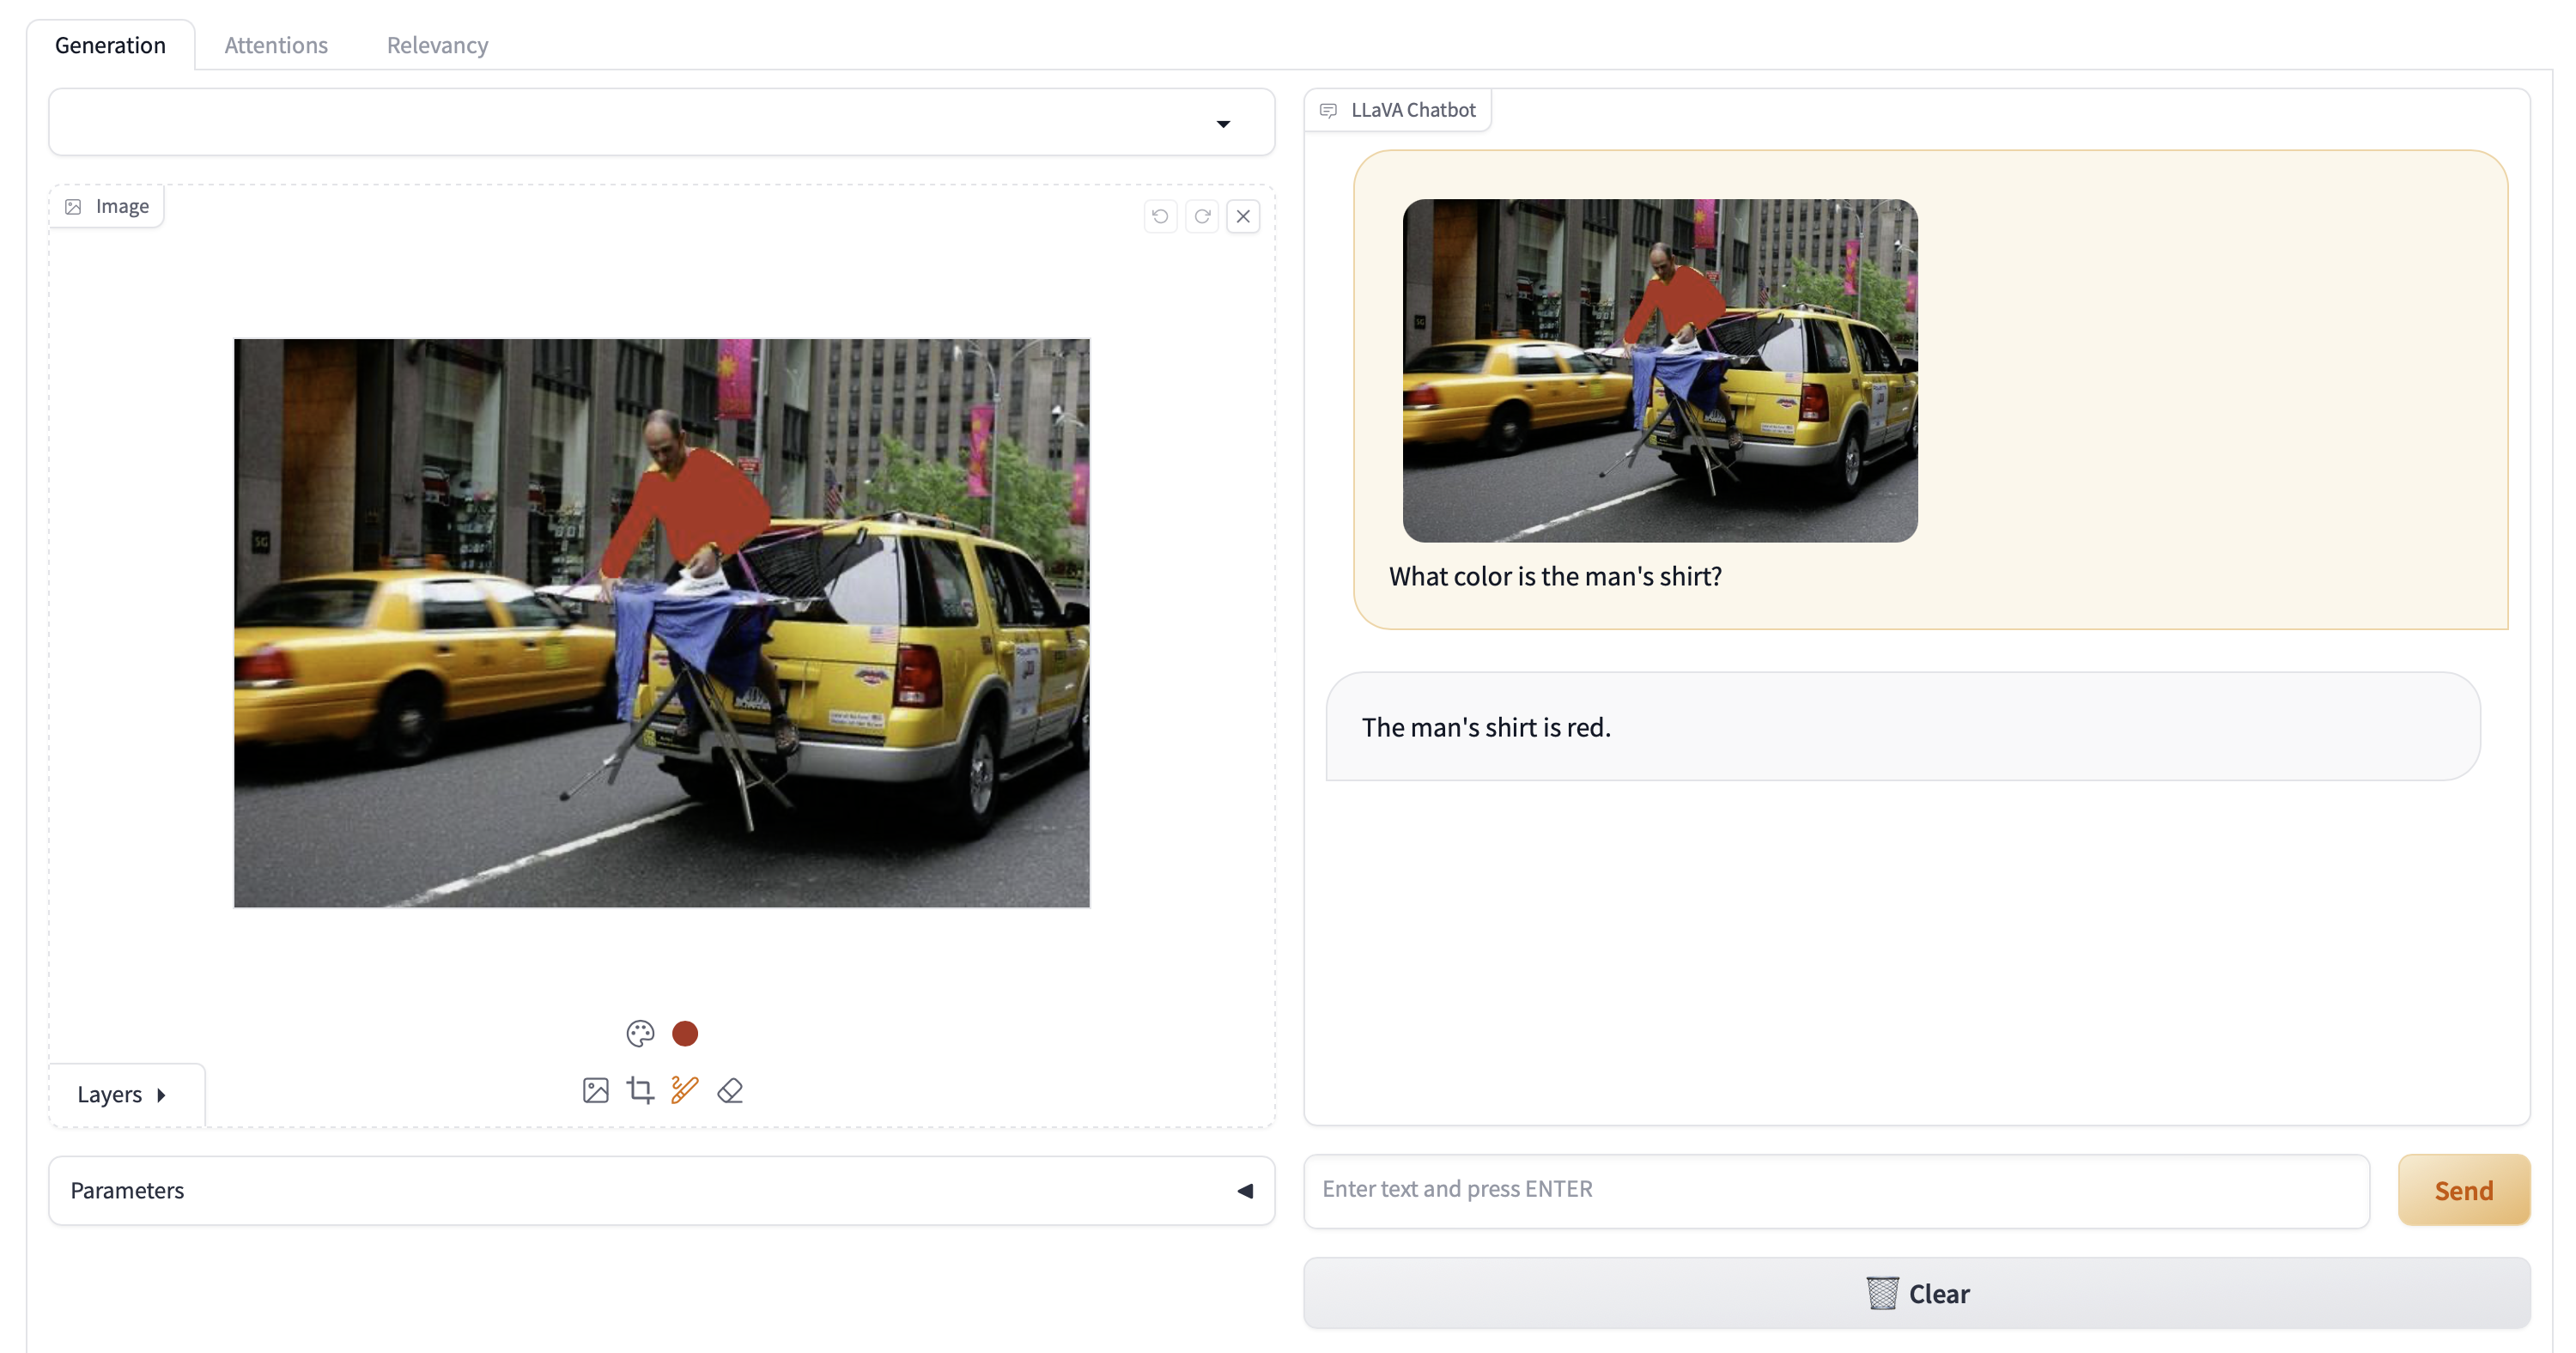 Generation
Attentions
Relevancy
Image
SG
Layers
Parameters
LLaVA Chatbot
What color is the man's shirt?
The man's shirt is red.
Enter text and press ENTER
Send
Clear